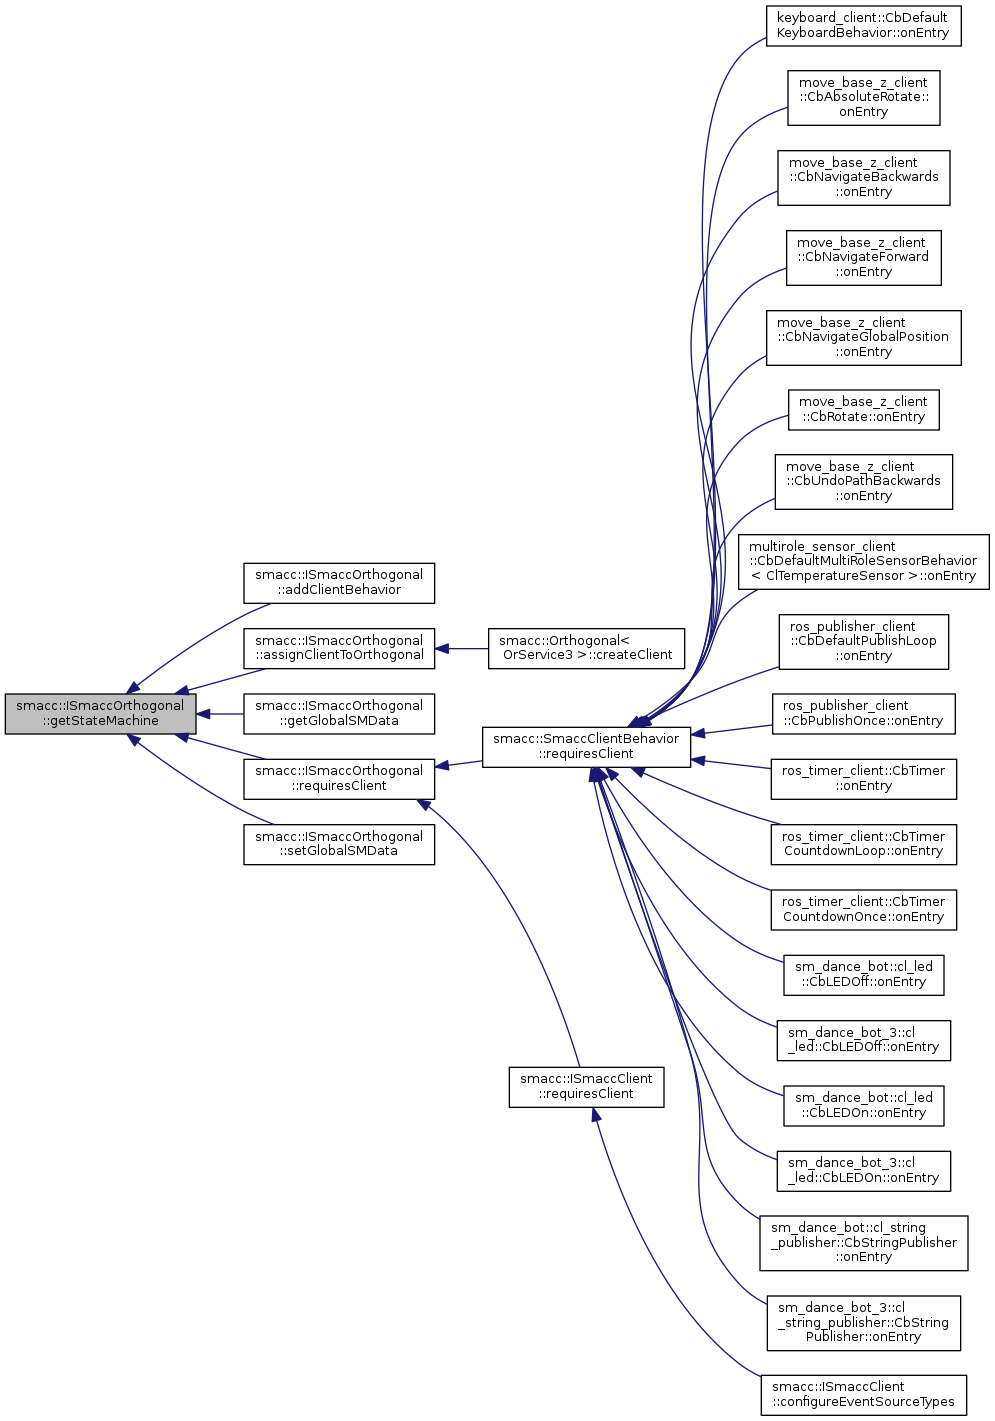 smacc::ISmaccOrthogonal
::getStateMachine
smacc::ISmaccOrthogonal
::addClientBehavior
smacc::ISmaccOrthogonal
::assignClientToOrthogonal
smacc::ISmaccOrthogonal
::getGlobalSMData
smacc::ISmaccOrthogonal
::requiresClient
smacc::ISmaccOrthogonal
::setGlobalSMData
smacc::Orthogonal<
OrService3 >::createClient
smacc::SmaccClientBehavior
::requiresClient
smacc::ISmaccClient
::requiresClient
keyboard_client::CbDefault
KeyboardBehavior::onEntry
move_base_z_client
::CbAbsoluteRotate::
onEntry
move_base_z_client
::CbNavigateBackwards
::onEntry
move_base_z_client
::CbNavigateForward
::onEntry
move_base_z_client
::CbNavigateGlobalPosition
::onEntry
move_base_z_client
::CbRotate::onEntry
move_base_z_client
::CbUndoPathBackwards
::onEntry
multirole_sensor_client
::CbDefaultMultiRoleSensorBehavior
< ClTemperatureSensor >::onEntry
ros_publisher_client
::CbDefaultPublishLoop
::onEntry
ros_publisher_client
::CbPublishOnce::onEntry
ros_timer_client::CbTimer
::onEntry
ros_timer_client::CbTimer
CountdownLoop::onEntry
ros_timer_client::CbTimer
CountdownOnce::onEntry
sm_dance_bot::cl_led
::CbLEDOff::onEntry
sm_dance_bot_3::cl
_led::CbLEDOff::onEntry
sm_dance_bot::cl_led
::CbLEDOn::onEntry
sm_dance_bot_3::cl
_led::CbLEDOn::onEntry
sm_dance_bot::cl_string
_publisher::CbStringPublisher
::onEntry
sm_dance_bot_3::cl
_string_publisher::CbString
Publisher::onEntry
smacc::ISmaccClient
::configureEventSourceTypes